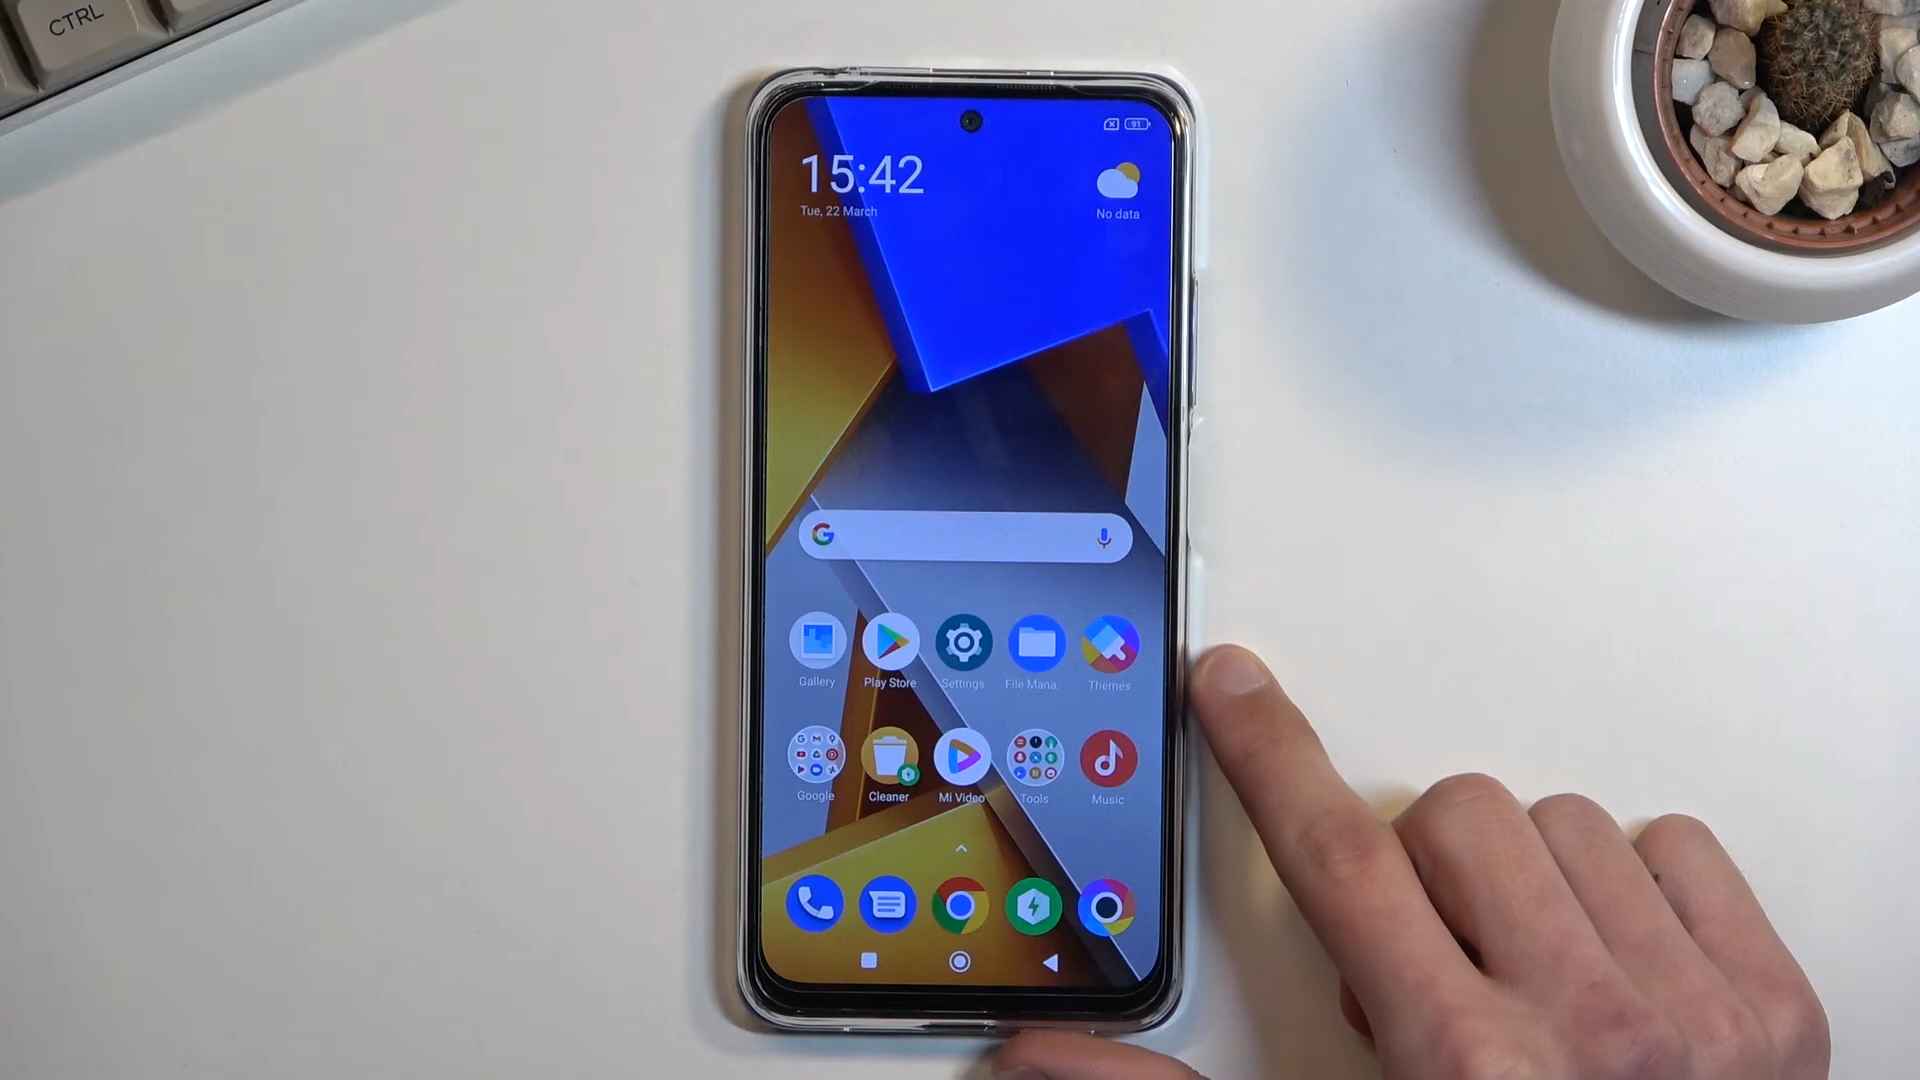 CTRL
91
15:42
Tue, 22 March
No data
G
Gallery
Play Store
Settings
File Mana..
Themes
Google
Cleaner
Mi Video
Tools
Music